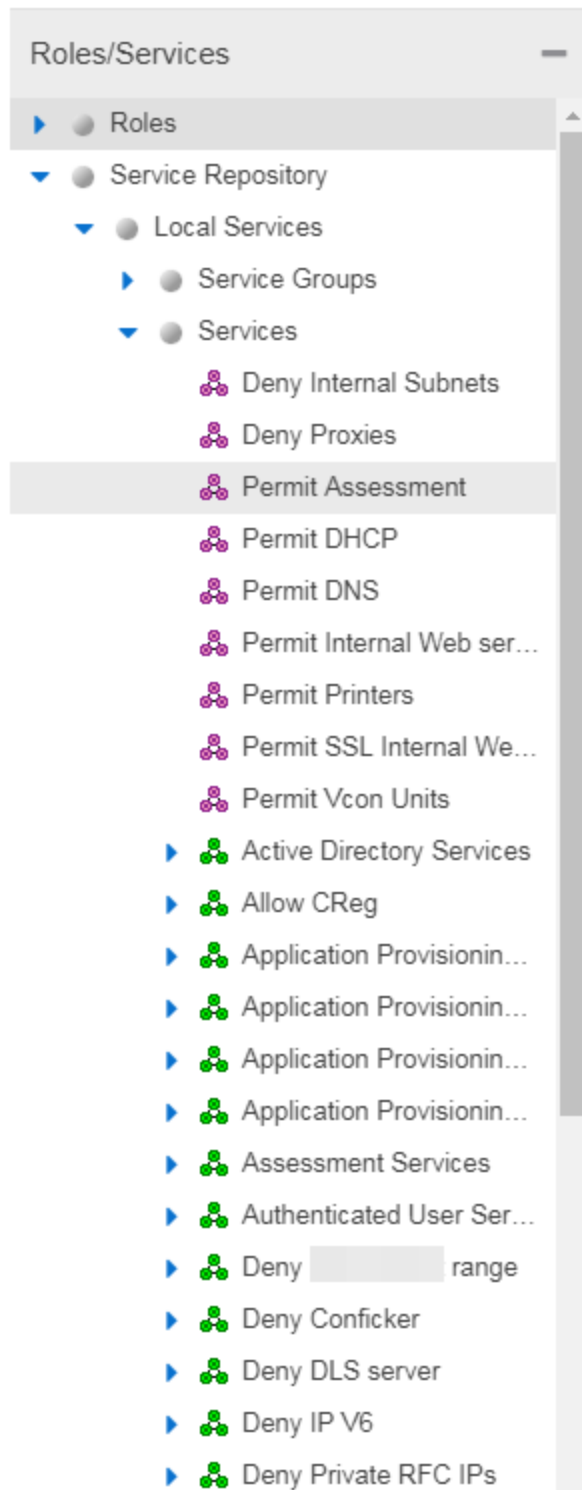 Roles/Services
Roles
Service Repository
Local Services
Service Groups
Services
Deny Internal Subnets
Deny Proxies
Permit Assessment
Permit DHCP
Permit DNS
Permit Internal Web ser...
Permit Printers
Permit SSL Internal We...
Permit Vcon Units
Active Directory Services
Allow CReg
Application Provisionin...
Application Provisionin...
Application Provisionin...
Application Provisionin...
Assessment Services
Authenticated User Ser...
Deny range
Deny Conficker
Deny DLS server
Deny IP V6
Deny Private RFC IPs